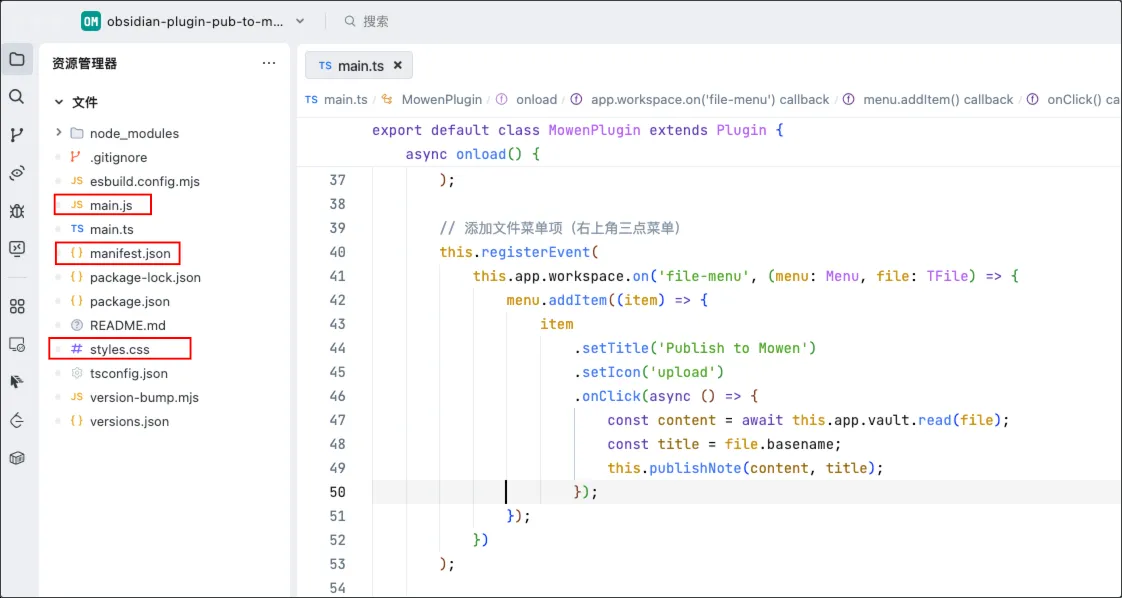 OM obsidian-plugin-pub-to-m... 搜索
资源管理器 ...
文件
node_modules
.gitignore
JS esbuild.config.mjs
JS main.js
TS main.ts
{} manifest.json
{} package-lock.json
{} package.json
README.md
# styles.css
tsconfig.json
JS version-bump.mjs
{} versions.json
TS main.ts ×
TS main.ts / MowenPlugin / onload / app.workspace.on('file-menu') callback / menu.addItem() callback / onClick() ca
export default class MowenPlugin extends Plugin {
async onload() {
37 );
38
39 // 添加文件菜单项（右上角三点菜单）
40 this.registerEvent(
41 this.app.workspace.on('file-menu', (menu: Menu, file: TFile) => {
42 menu.addItem((item) => {
43 item
44 .setTitle('Publish to Mowen')
45 .setIcon('upload')
46 .onClick(async () => {
47 const content = await this.app.vault.read(file);
48 const title = file.basename;
49 this.publishNote(content, title);
50 });
51 });
52 })
53 );
54